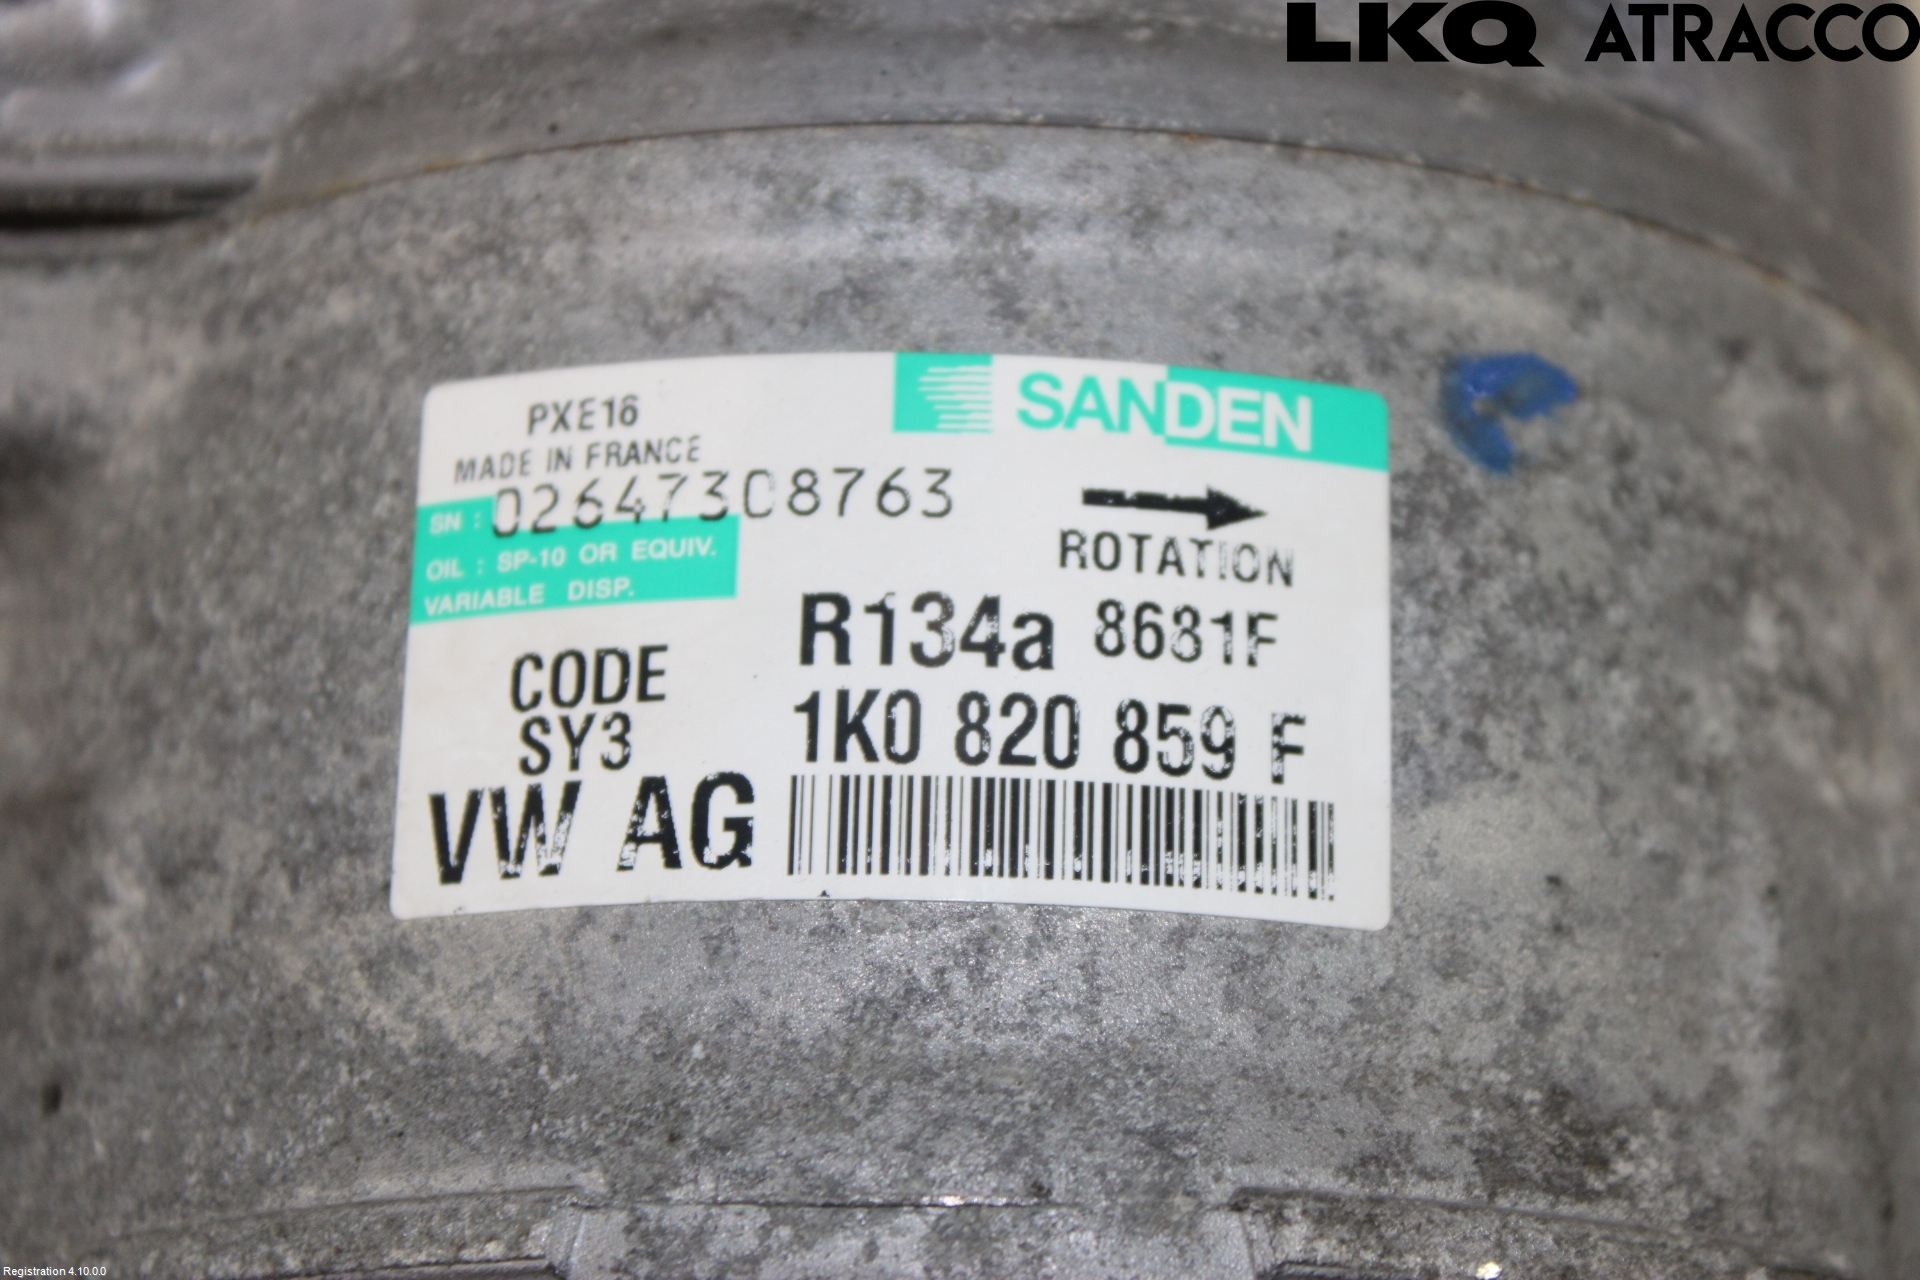 LKQ ATRACCO
PXE16
SANDEN
MADE IN FRANCE
SN : 02647308763
ROTATION
OIL : SP-10 OR EQUIV.
VARIABLE DISP.
R134a 8681F
CODE
SY3
1K0 820 859 F
VW AG
Registration 4.10.0.0